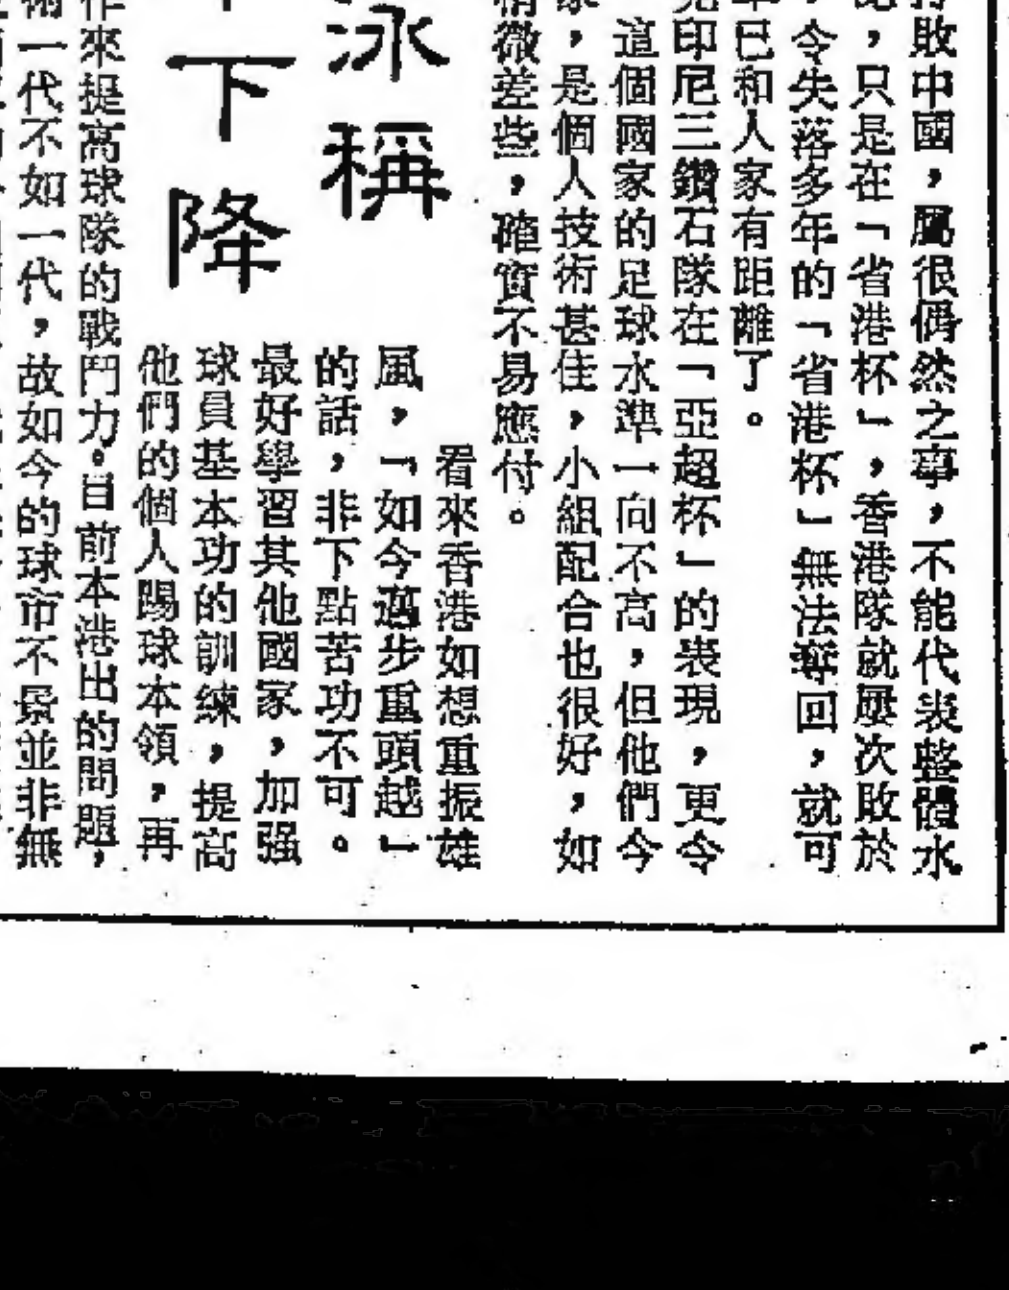 敗中國，屬很偶然之事，不能代表整體水
，只是在「省港杯」，香港隊就屢次敗於
，令失落多年的「省港杯」無法奪回，就可
已和人家有距離了。
印尼三鑽石隊在「亞超杯」的表現，更令
這個國家的足球水準一向不高，但他們今
，是個人技術甚佳，小組配合也很好，如
微差些，確實不易應付。
泳稱
下降
看來香港如想重振雄
風，「如今邁步重頭越」
的話，非下點苦功不可。
最好學習其他國家，加强
球員基本功的訓練，提高
他們的個人踢球本領，再
作來提高球隊的戰鬥力。目前本港出的問題，
一代不如一代，故如今的球市不景並非無